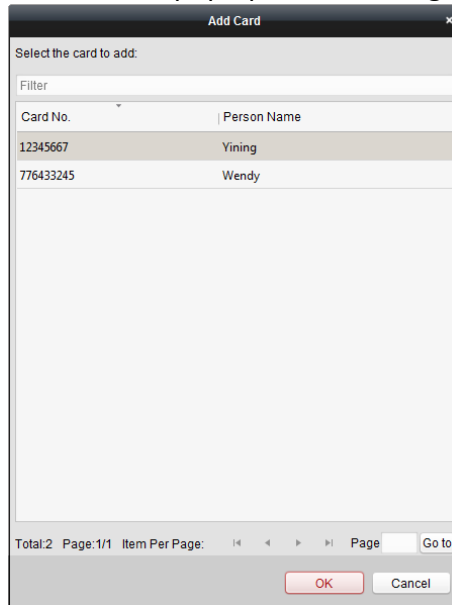 Add Card ×
Select the card to add:
Filter
Card No. Person Name
12345667 Yining
776433245 Wendy
Total:2 Page:1/1 Item Per Page: Page Go to
OK Cancel